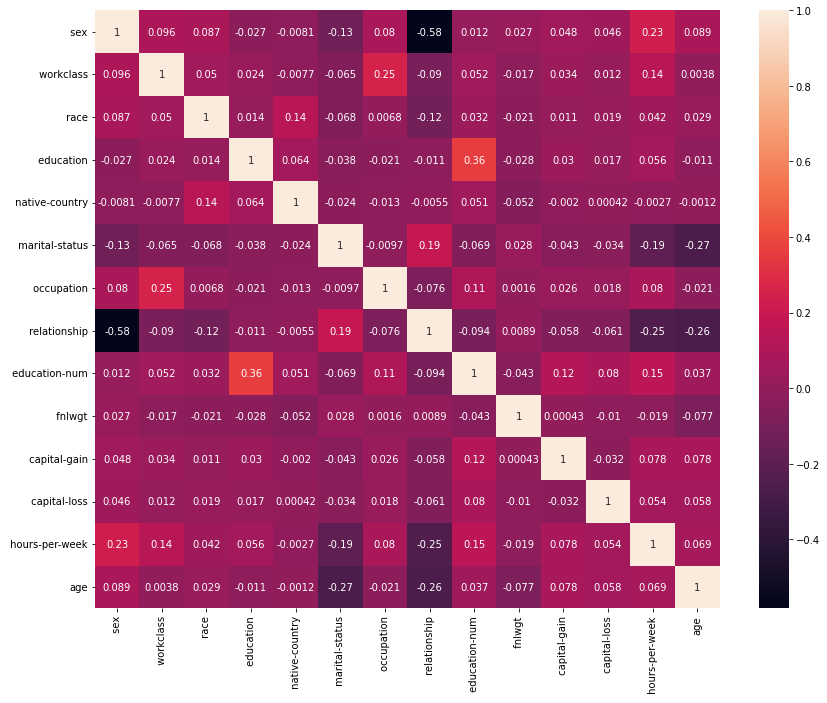 sex 1 0.096 0.087 -0.027 -0.0081 -0.13 0.08 -0.58 0.012 0.027 0.048 0.046 0.23 0.089
workclass 0.096 1 0.05 0.024 -0.0077 -0.065 0.25 -0.09 0.052 -0.017 0.034 0.012 0.14 0.0038
race 0.087 0.05 1 0.014 0.14 -0.068 0.0068 -0.12 0.032 -0.021 0.011 0.019 0.042 0.029
education -0.027 0.024 0.014 1 0.064 -0.038 -0.021 -0.011 0.36 -0.028 0.03 0.017 0.056 -0.011
native-country -0.0081 -0.0077 0.14 0.064 1 -0.024 -0.013 -0.0055 0.051 -0.052 -0.002 0.00042 -0.0027 -0.0012
marital-status -0.13 -0.065 -0.068 -0.038 -0.024 1 -0.0097 0.19 -0.069 0.028 -0.043 -0.034 -0.19 -0.27
occupation 0.08 0.25 0.0068 -0.021 -0.013 -0.0097 1 -0.076 0.11 0.0016 0.026 0.018 0.08 -0.021
relationship -0.58 -0.09 -0.12 -0.011 -0.0055 0.19 -0.076 1 -0.094 0.0089 -0.058 -0.061 -0.25 -0.26
education-num 0.012 0.052 0.032 0.36 0.051 -0.069 0.11 -0.094 1 -0.043 0.12 0.08 0.15 0.037
fnlwgt 0.027 -0.017 -0.021 -0.028 -0.052 0.028 0.0016 0.0089 -0.043 1 0.00043 -0.01 -0.019 -0.077
capital-gain 0.048 0.034 0.011 0.03 -0.002 -0.043 0.026 -0.058 0.12 0.00043 1 -0.032 0.078 0.078
capital-loss 0.046 0.012 0.019 0.017 0.00042 -0.034 0.018 -0.061 0.08 -0.01 -0.032 1 0.054 0.058
hours-per-week 0.23 0.14 0.042 0.056 -0.0027 -0.19 0.08 -0.25 0.15 -0.019 0.078 0.054 1 0.069
age 0.089 0.0038 0.029 -0.011 -0.0012 -0.27 -0.021 -0.26 0.037 -0.077 0.078 0.058 0.069 1
sex
workclass
race
education
native-country
marital-status
occupation
relationship
education-num
fnlwgt
capital-gain
capital-loss
hours-per-week
age
1.0
0.8
0.6
0.4
0.2
0.0
−0.2
−0.4